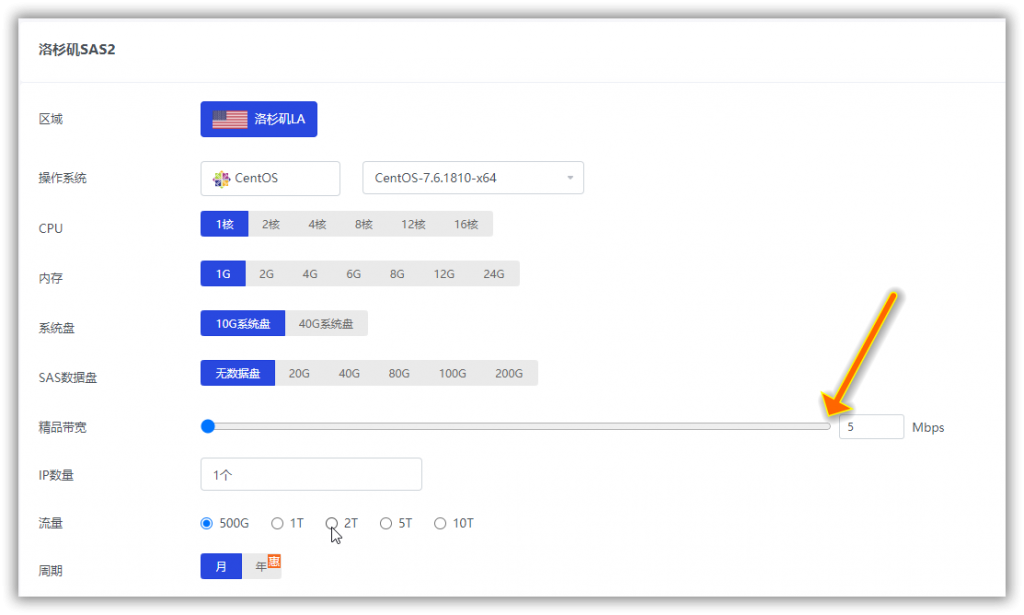 洛杉矶SAS2
区域 洛杉矶LA
操作系统 CentOS CentOS-7.6.1810-x64
CPU 1核 2核 4核 8核 12核 16核
内存 1G 2G 4G 6G 8G 12G 24G
系统盘 10G系统盘 40G系统盘
SAS数据盘 无数据盘 20G 40G 80G 100G 200G
精品带宽 5 Mbps
IP数量 1个
流量 500G 1T 2T 5T 10T
周期 月 年 惠